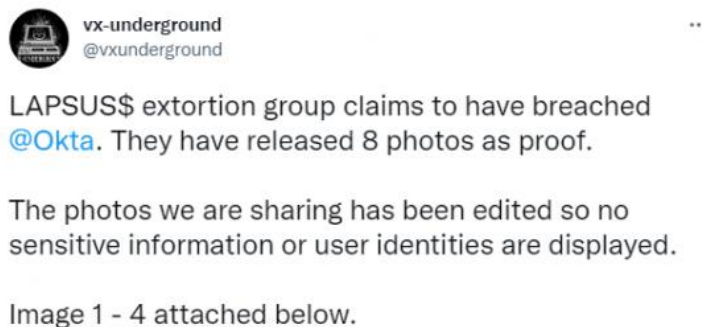 vx-underground
@vxunderground
LAPSUS$ extortion group claims to have breached
@Okta. They have released 8 photos as proof.
The photos we are sharing has been edited so no
sensitive information or user identities are displayed.
Image 1 - 4 attached below.